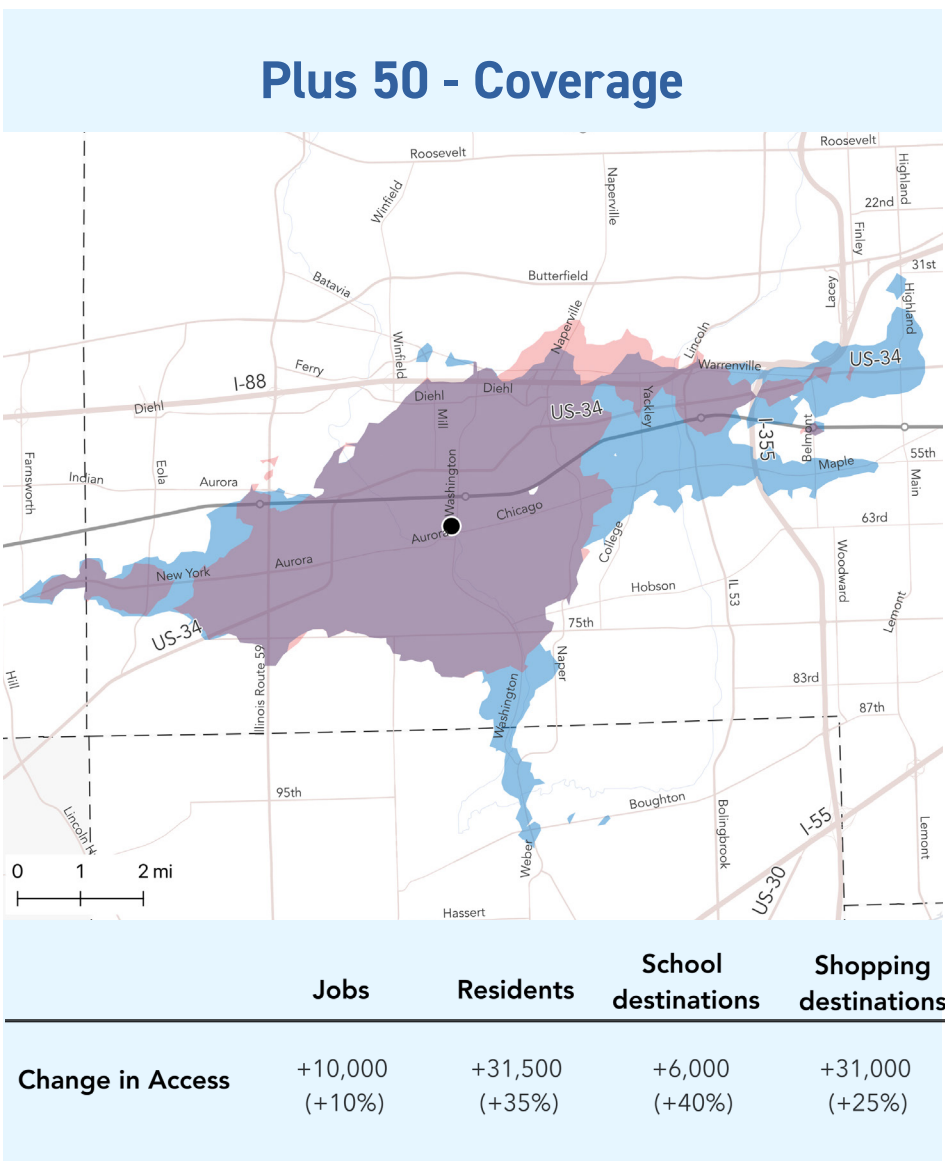 Plus 50 - Coverage
Roosevelt
Roosevelt
Highland
Winfield
Naperville
22nd
Finley
31st
Batavia
Butterfield
Lacey
Highland
Naperville
Lincoln
Winfield
Ferry
Warrenville
US-34
I-88
Diehl
Diehl
Diehl
Yackley
US-34
Mill
I-355
Belmont
Farnsworth
Indian
Eola
Aurora
Washington
Maple
55th
Main
Chicago
63rd
Aurora
College
Aurora
New York
Woodward
Hobson
IL 53
Lemont
75th
US-34
Hill
Illinois Route 59
Naper
83rd
Washington
87th
95th
Boughton
Lincoln H
Bolingbrook
I-55
Lemont
Weber
US-30
0 1 2 mi
Hassert
Jobs Residents School destinations Shopping destinations
Change in Access +10,000 +31,500 +6,000 +31,000
(+10%) (+35%) (+40%) (+25%)